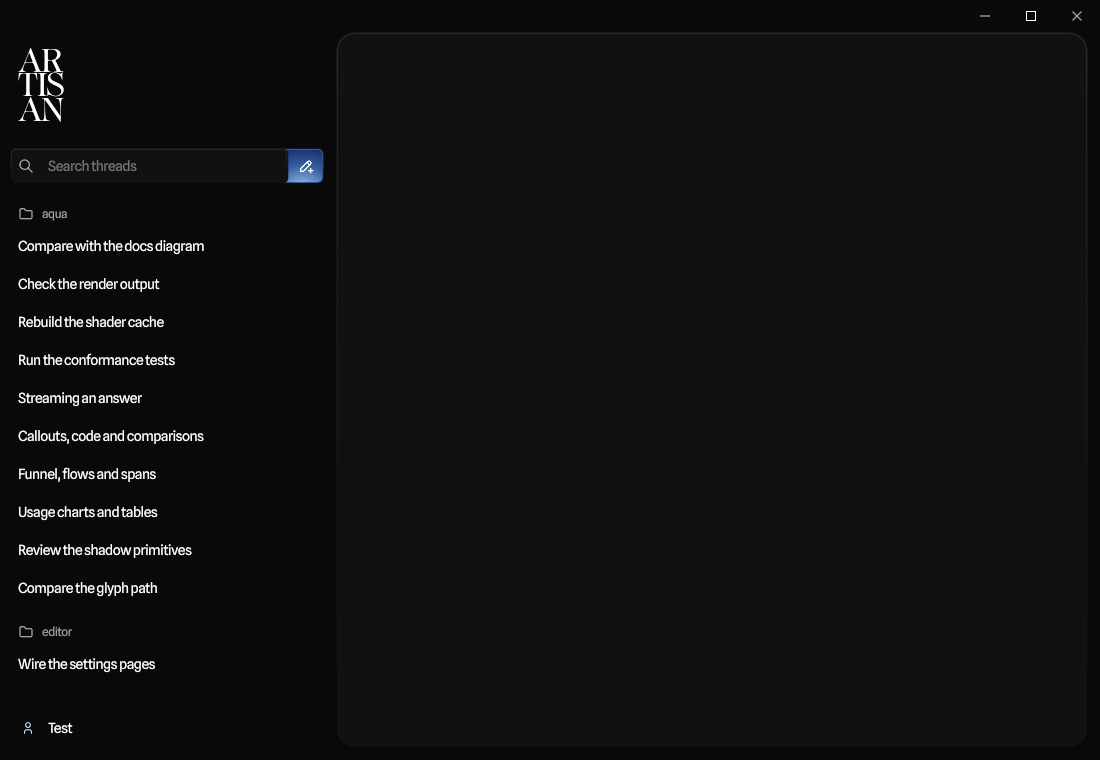 AR
TIS
AN
Search threads
aqua
Compare with the docs diagram
Check the render output
Rebuild the shader cache
Run the conformance tests
Streaming an answer
Callouts, code and comparisons
Funnel, flows and spans
Usage charts and tables
Review the shadow primitives
Compare the glyph path
editor
Wire the settings pages
Test